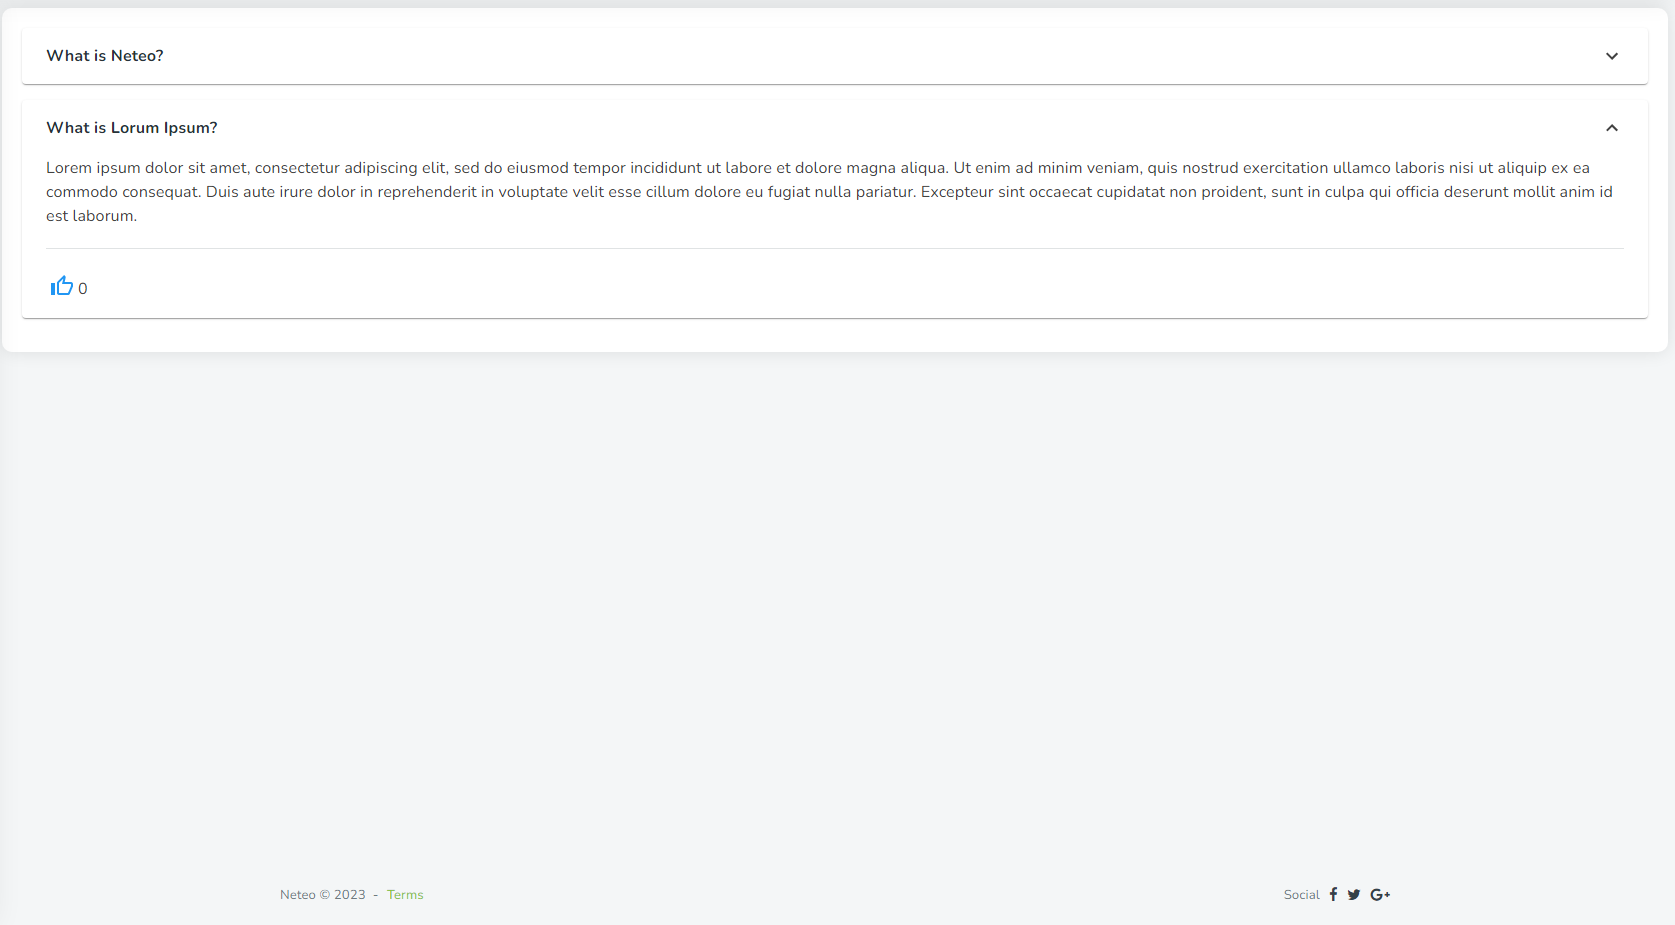 What is Neteo?
What is Lorum Ipsum?
Lorem ipsum dolor sit amet, consectetur adipiscing elit, sed do eiusmod tempor incididunt ut labore et dolore magna aliqua. Ut enim ad minim veniam, quis nostrud exercitation ullamco laboris nisi ut aliquip ex ea
commodo consequat. Duis aute irure dolor in reprehenderit in voluptate velit esse cillum dolore eu fugiat nulla pariatur. Excepteur sint occaecat cupidatat non proident, sunt in culpa qui officia deserunt mollit anim id
est laborum.
0
Neteo © 2023 - Terms
Social